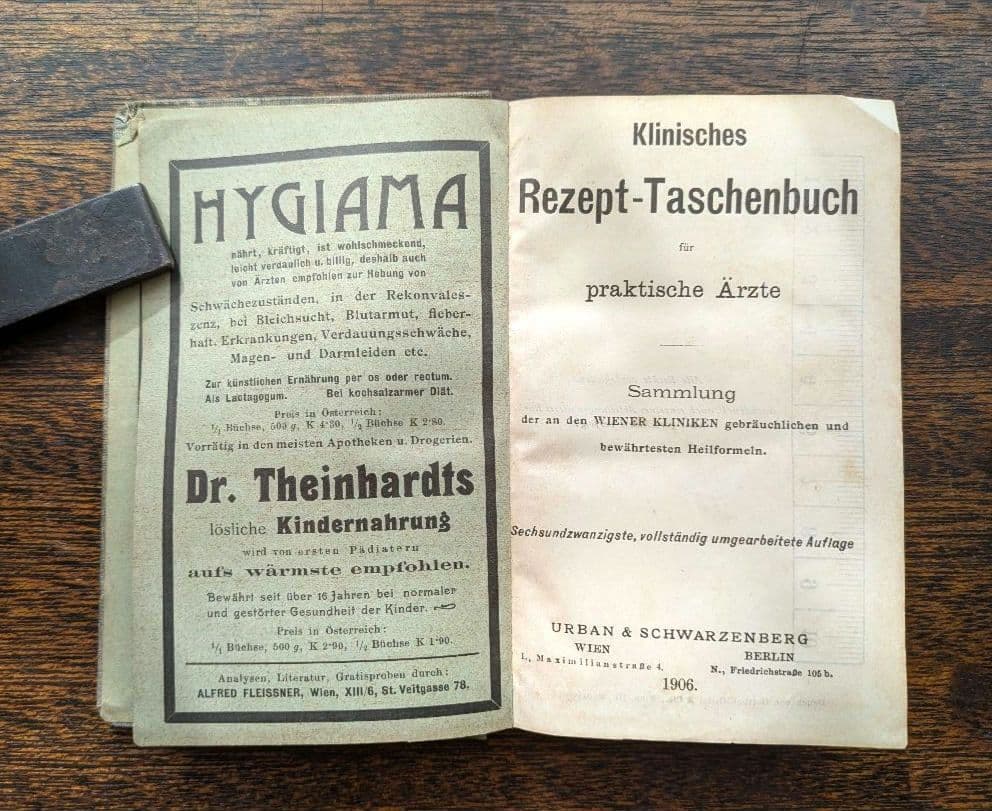 HYGIAMA
nährt, kräftigt, ist wohlschmeckend,
leicht verdaulich u. billig, deshalb auch
von Ärzten empfohlen zur Hebung von
Schwächezuständen, in der Rekonvales-
zenz, bei Bleichsucht, Blutarmut, fieber-
haft. Erkrankungen, Verdauungsschwäche,
Magen- und Darmleiden etc.
Zur künstlichen Ernährung per os oder rectum.
Als Lactagogum. Bei kochsalzarmer Diät.
Preis in Österreich:
1/1 Büchse, 500 g, K 4·30, 1/2 Büchse K 2·80.
Vorrätig in den meisten Apotheken u. Drogerien.
Dr. Theinhardts
lösliche Kindernahrung
wird von ersten Pädiatern
aufs wärmste empfohlen.
Bewährt seit über 16 Jahren bei normaler
und gestörter Gesundheit der Kinder.
Preis in Österreich:
1/1 Büchse, 500 g, K 2·90, 1/2 Büchse K 1·90.
Analysen, Literatur, Gratisproben durch:
ALFRED FLEISSNER, Wien, XIII/6, St. Veitgasse 78.
Klinisches
Rezept-Taschenbuch
für
praktische Ärzte
Sammlung
der an den WIENER KLINIKEN gebräuchlichen und
bewährtesten Heilformeln.
Sechsundzwanzigste, vollständig umgearbeitete Auflage
URBAN & SCHWARZENBERG
WIEN BERLIN
I., Maximilianstraße 4. N., Friedrichstraße 105 b.
1906.